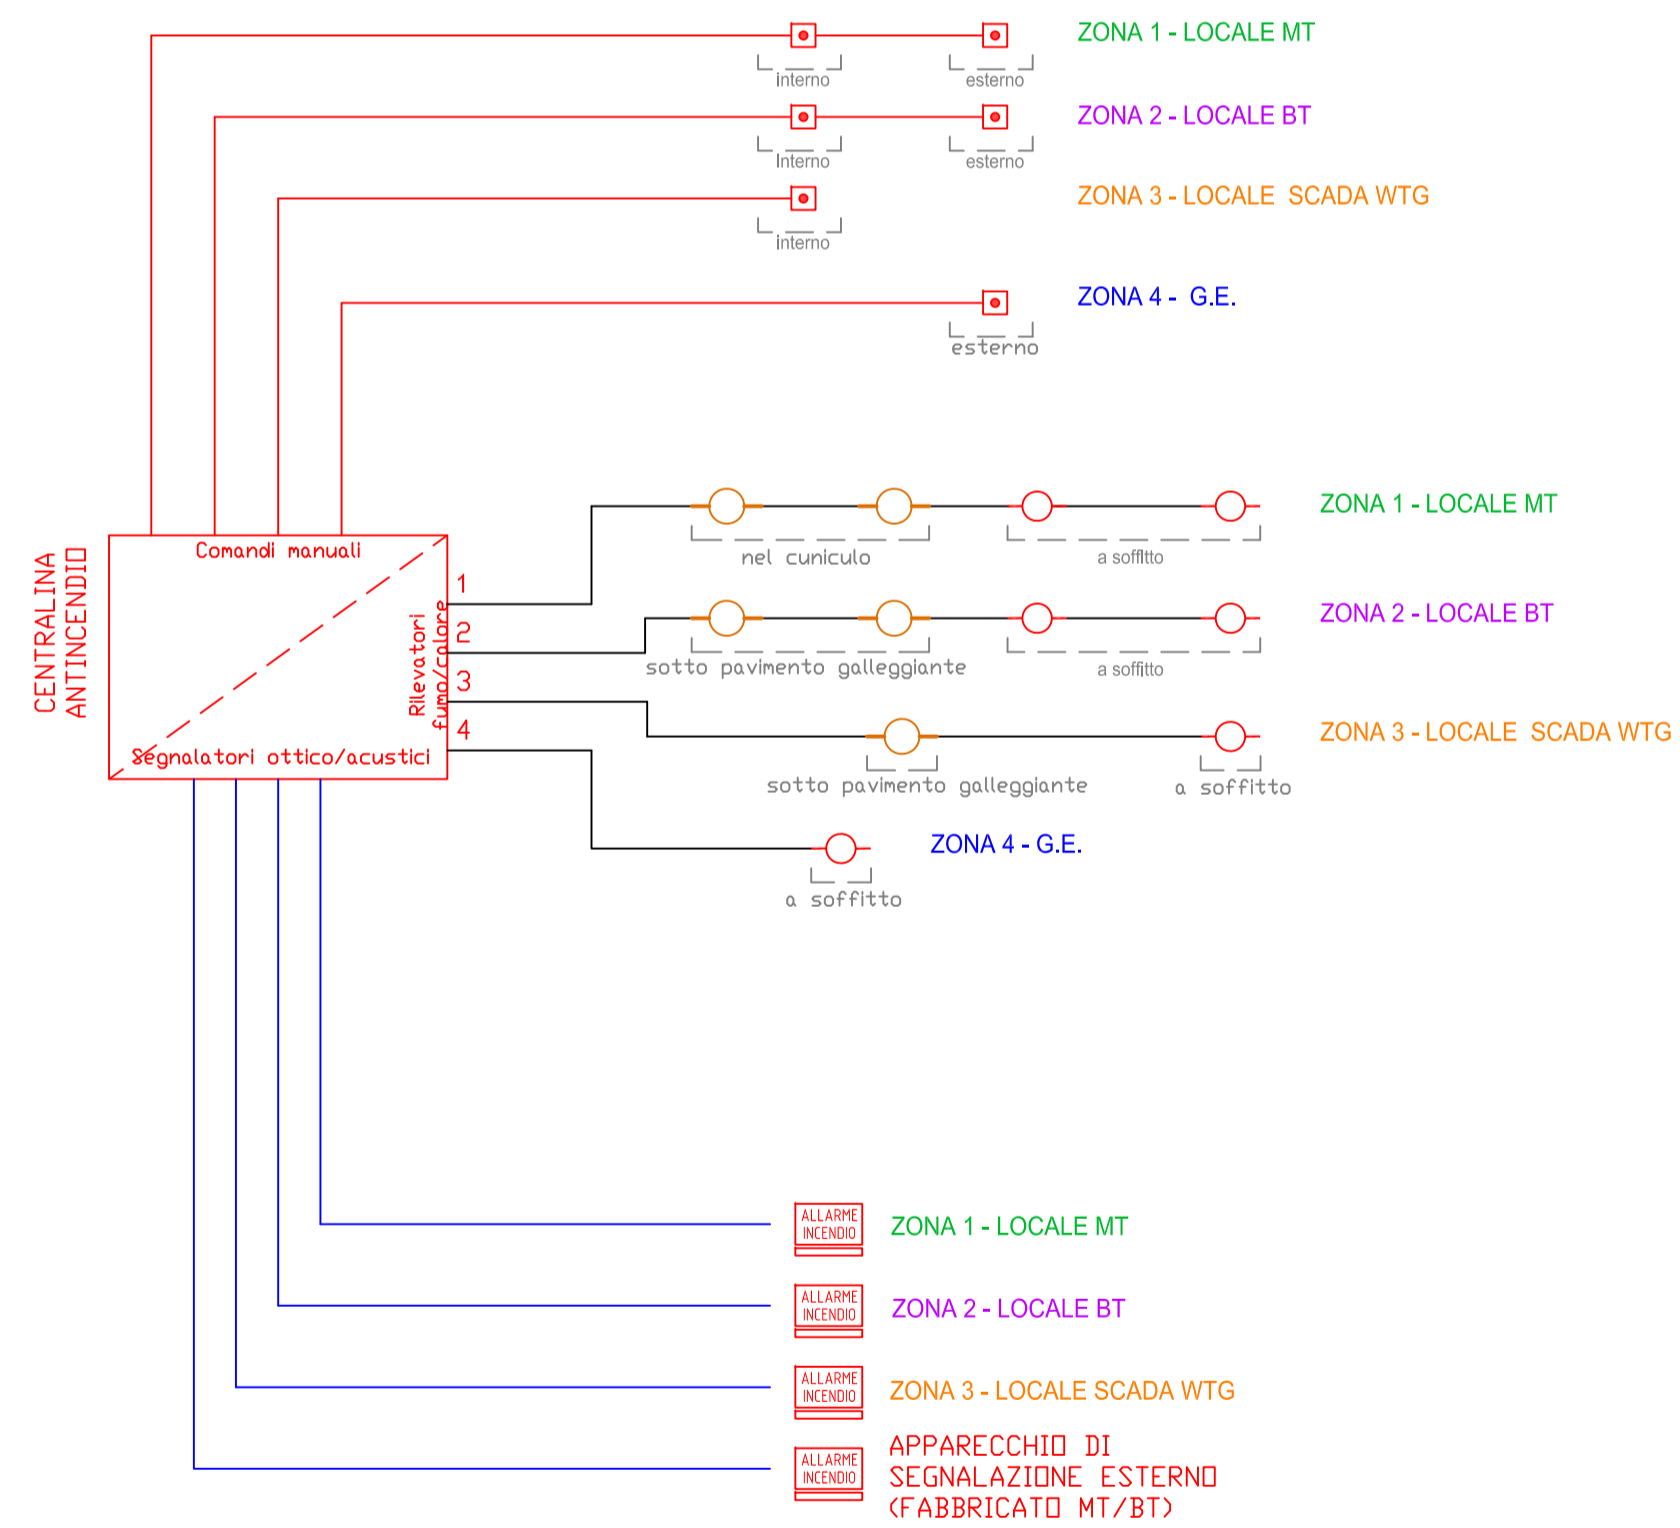 ZONA 1 - LOCALE MT
interno
esterno
ZONA 2 - LOCALE BT
Interno
esterno
ZONA 3 - LOCALE SCADA WTG
interno
ZONA 4 - G.E.
esterno
CENTRALINA
ANTINCENDIO
Comandi manuali
Rilevatori
fumo/calore
1
2
3
4
Segnalatori ottico/acustici
ZONA 1 - LOCALE MT
nel cuniculo
a soffitto
ZONA 2 - LOCALE BT
sotto pavimento galleggiante
a soffitto
ZONA 3 - LOCALE SCADA WTG
sotto pavimento galleggiante
a soffitto
ZONA 4 - G.E.
a soffitto
ALLARME
INCENDIO
ZONA 1 - LOCALE MT
ALLARME
INCENDIO
ZONA 2 - LOCALE BT
ALLARME
INCENDIO
ZONA 3 - LOCALE SCADA WTG
ALLARME
INCENDIO
APPARECCHIO DI
SEGNALAZIONE ESTERNO
(FABBRICATO MT/BT)